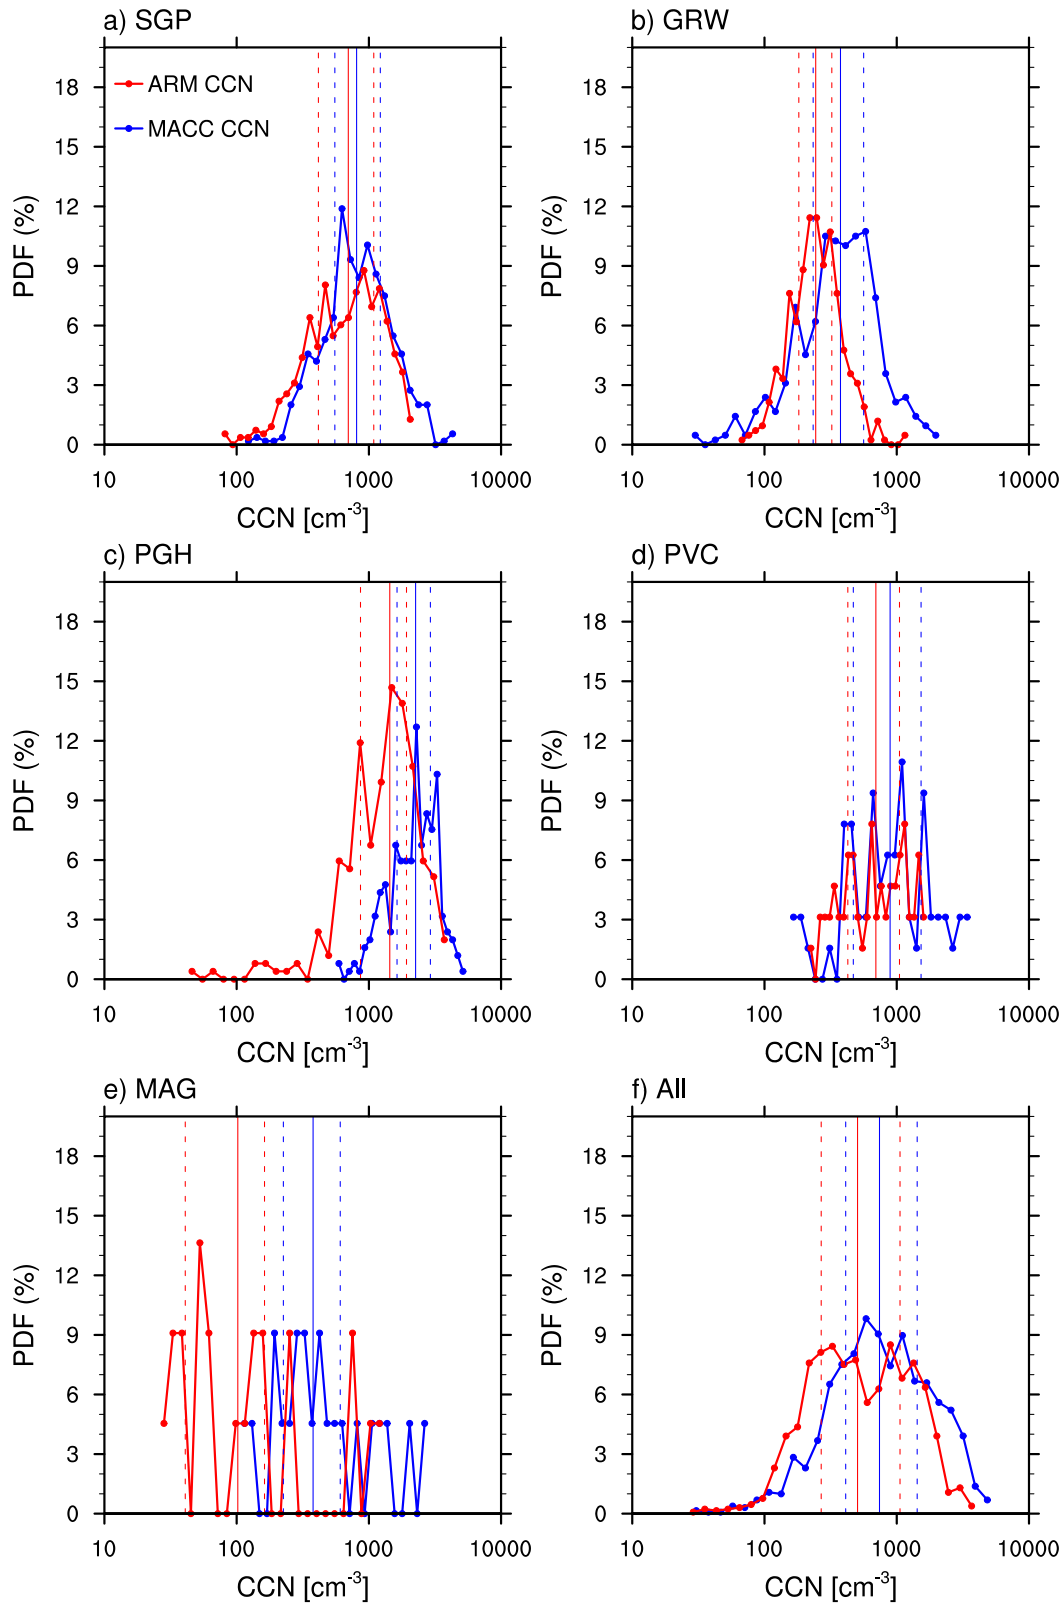 a) SGP
18
15
12
9
6
3
0
PDF (%)
ARM CCN
MACC CCN
10 100 1000 10000
CCN [cm-3]
b) GRW
18
15
12
9
6
3
0
PDF (%)
10 100 1000 10000
CCN [cm-3]
c) PGH
18
15
12
9
6
3
0
PDF (%)
10 100 1000 10000
CCN [cm-3]
d) PVC
18
15
12
9
6
3
0
PDF (%)
10 100 1000 10000
CCN [cm-3]
e) MAG
18
15
12
9
6
3
0
PDF (%)
10 100 1000 10000
CCN [cm-3]
f) All
18
15
12
9
6
3
0
PDF (%)
10 100 1000 10000
CCN [cm-3]